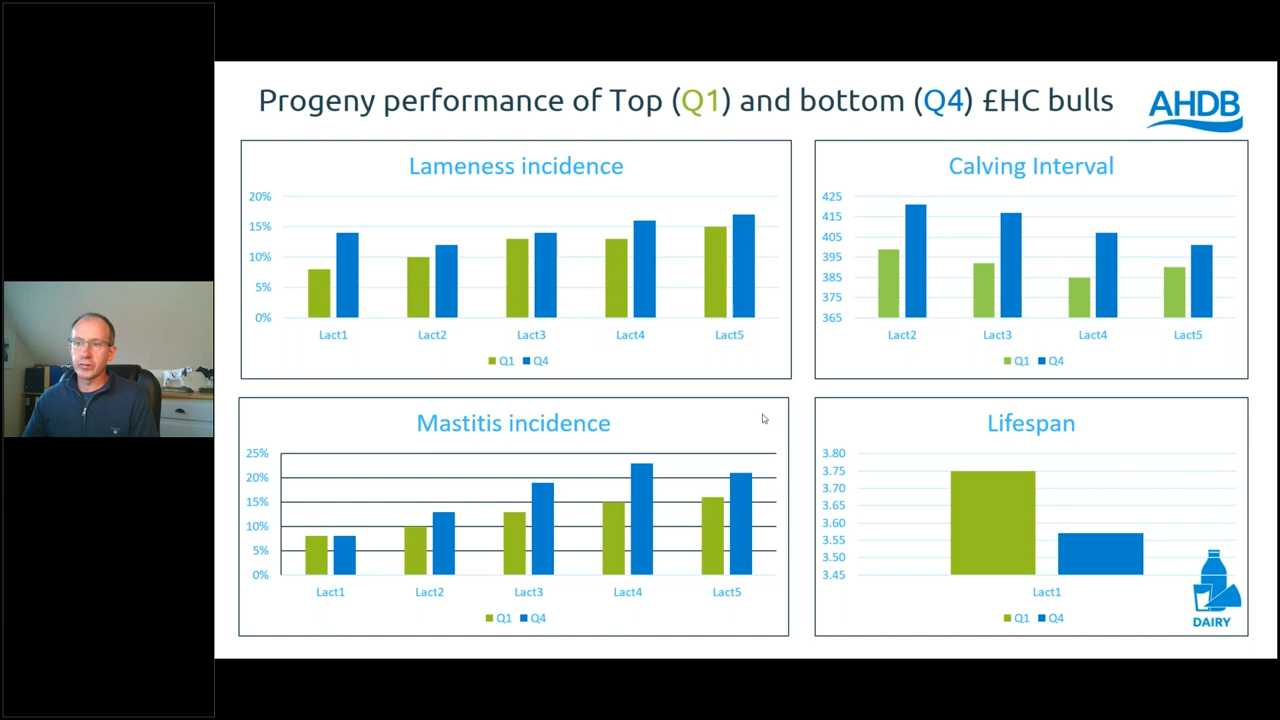 Progeny performance of Top (Q1) and bottom (Q4) £HC bulls
AHDB
Lameness incidence
20%
15%
10%
5%
0%
Lact1 Lact2 Lact3 Lact4 Lact5
Q1 Q4
Calving Interval
425
415
405
395
385
375
365
Lact2 Lact3 Lact4 Lact5
Q1 Q4
Mastitis incidence
25%
20%
15%
10%
5%
0%
Lact1 Lact2 Lact3 Lact4 Lact5
Q1 Q4
Lifespan
3.80
3.75
3.70
3.65
3.60
3.55
3.50
3.45
Lact1
Q1 Q4
DAIRY